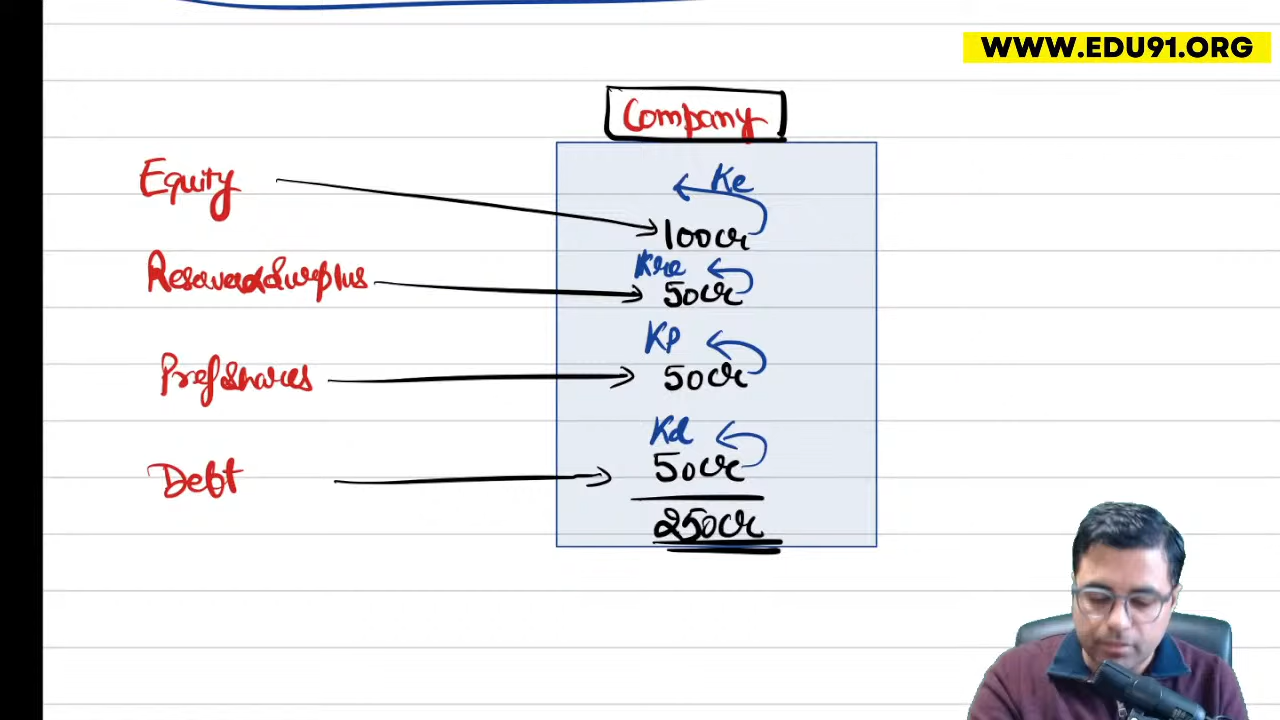 WWW.EDU91.ORG
Company
Ke
Equity
100cr
Kre
Reserve&Surplus
50cr
Kp
Pref Shares
50cr
Kd
Debt
50cr
250cr